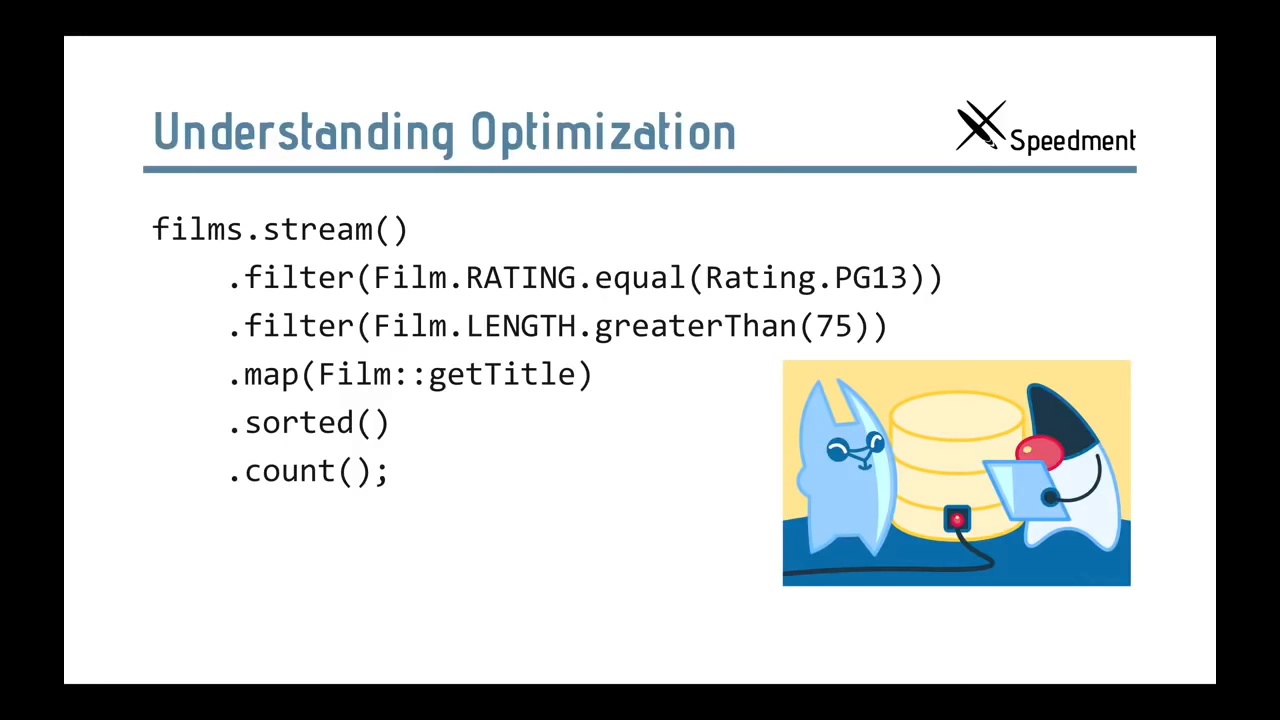 Understanding Optimization
Speedment
films.stream()
.filter(Film.RATING.equal(Rating.PG13))
.filter(Film.LENGTH.greaterThan(75))
.map(Film::getTitle)
.sorted()
.count();